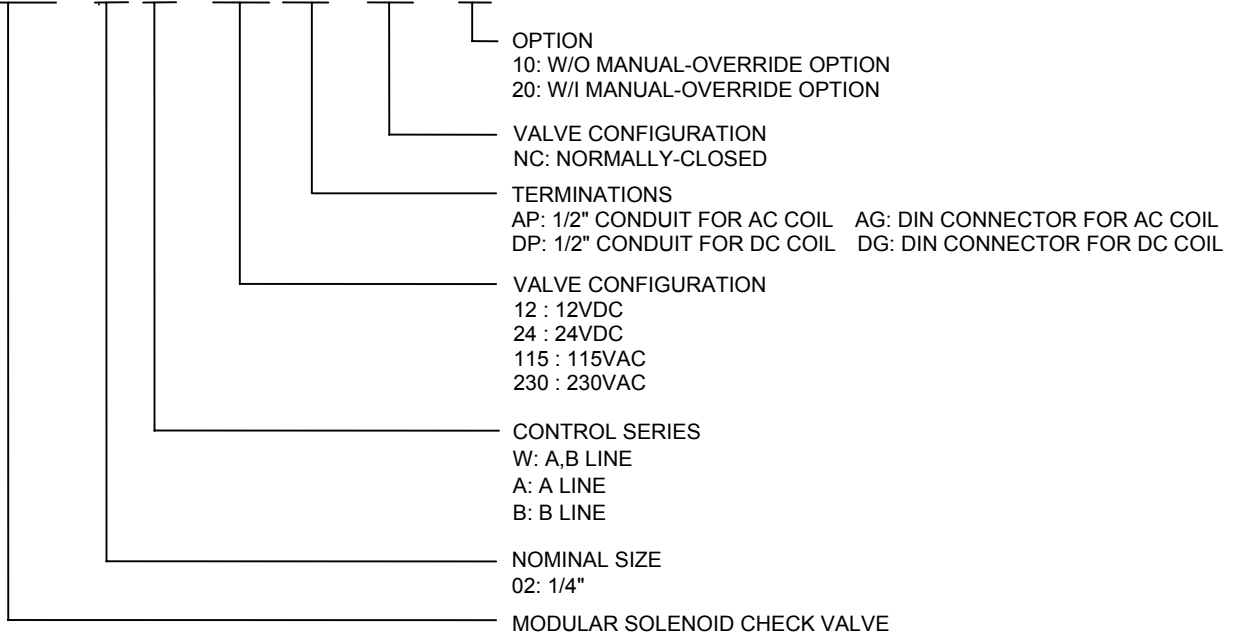 OPTION
10: W/O MANUAL-OVERRIDE OPTION
20: W/I MANUAL-OVERRIDE OPTION
VALVE CONFIGURATION
NC: NORMALLY-CLOSED
TERMINATIONS
AP: 1/2" CONDUIT FOR AC COIL AG: DIN CONNECTOR FOR AC COIL
DP: 1/2" CONDUIT FOR DC COIL DG: DIN CONNECTOR FOR DC COIL
VALVE CONFIGURATION
12 : 12VDC
24 : 24VDC
115 : 115VAC
230 : 230VAC
CONTROL SERIES
W: A,B LINE
A: A LINE
B: B LINE
NOMINAL SIZE
02: 1/4"
MODULAR SOLENOID CHECK VALVE